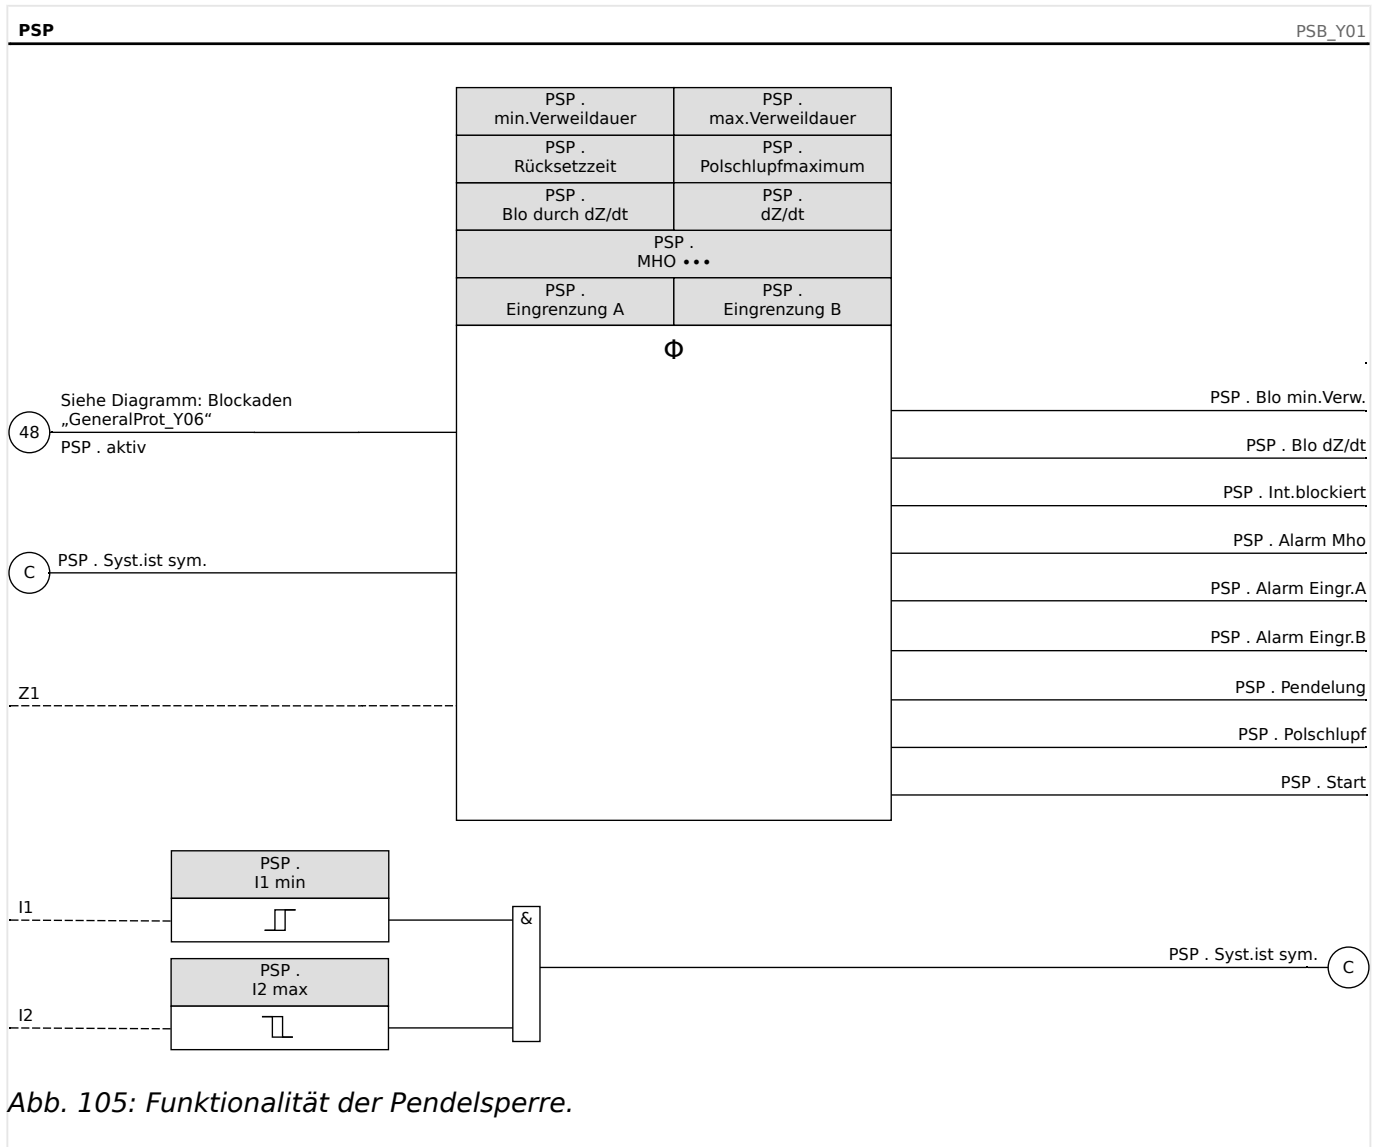 PSP
PSB_Y01
PSP .
min.Verweildauer
PSP .
max.Verweildauer
PSP .
Rücksetzzeit
PSP .
Polschlupfmaximum
PSP .
Blo durch dZ/dt
PSP .
dZ/dt
PSP .
MHO •••
PSP .
Eingrenzung A
PSP .
Eingrenzung B
Φ
Siehe Diagramm: Blockaden
„GeneralProt_Y06“
48
PSP . aktiv
C
PSP . Syst.ist sym.
Z1
PSP . Blo min.Verw.
PSP . Blo dZ/dt
PSP . Int.blockiert
PSP . Alarm Mho
PSP . Alarm Eingr.A
PSP . Alarm Eingr.B
PSP . Pendelung
PSP . Polschlupf
PSP . Start
PSP .
I1 min
I1
&
PSP .
I2 max
I2
PSP . Syst.ist sym.
C
Abb. 105: Funktionalität der Pendelsperre.